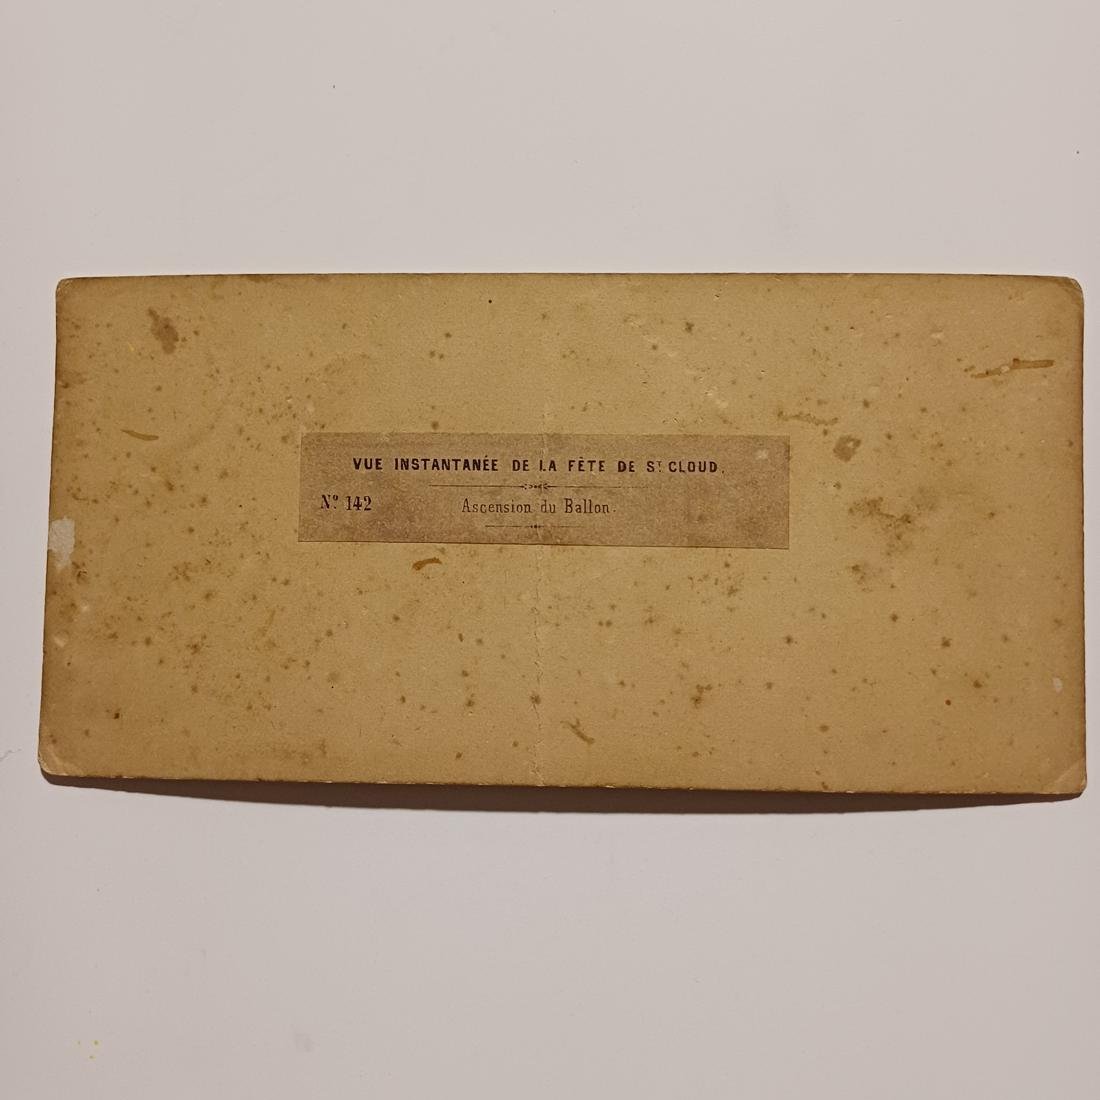 VUE INSTANTANÉE DE LA FÊTE DE ST CLOUD.
Nº 142 Ascension du Ballon.